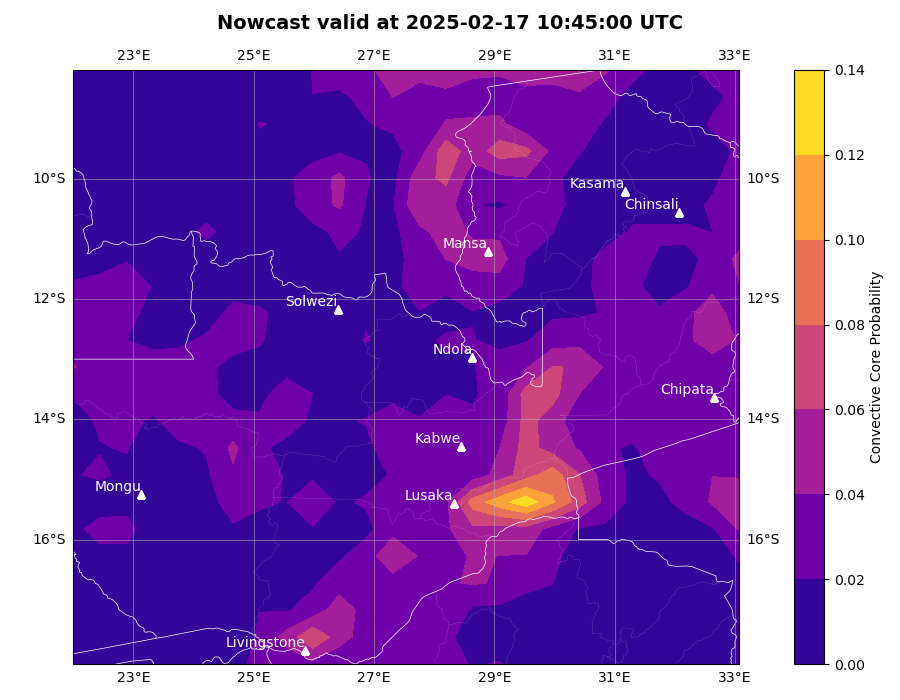 Nowcast valid at 2025-02-17 10:45:00 UTC
23°E 25°E 27°E 29°E 31°E 33°E
0.14
0.12
10°S 10°S
Kasama
Chinsali
0.10
Mansa
12°S 12°S
Solwezi
0.08
Ndola
Chipata
0.06
14°S 14°S
Kabwe
Mongu
Lusaka
0.04
16°S 16°S
0.02
Livingstone
0.00
23°E 25°E 27°E 29°E 31°E 33°E
Convective Core Probability